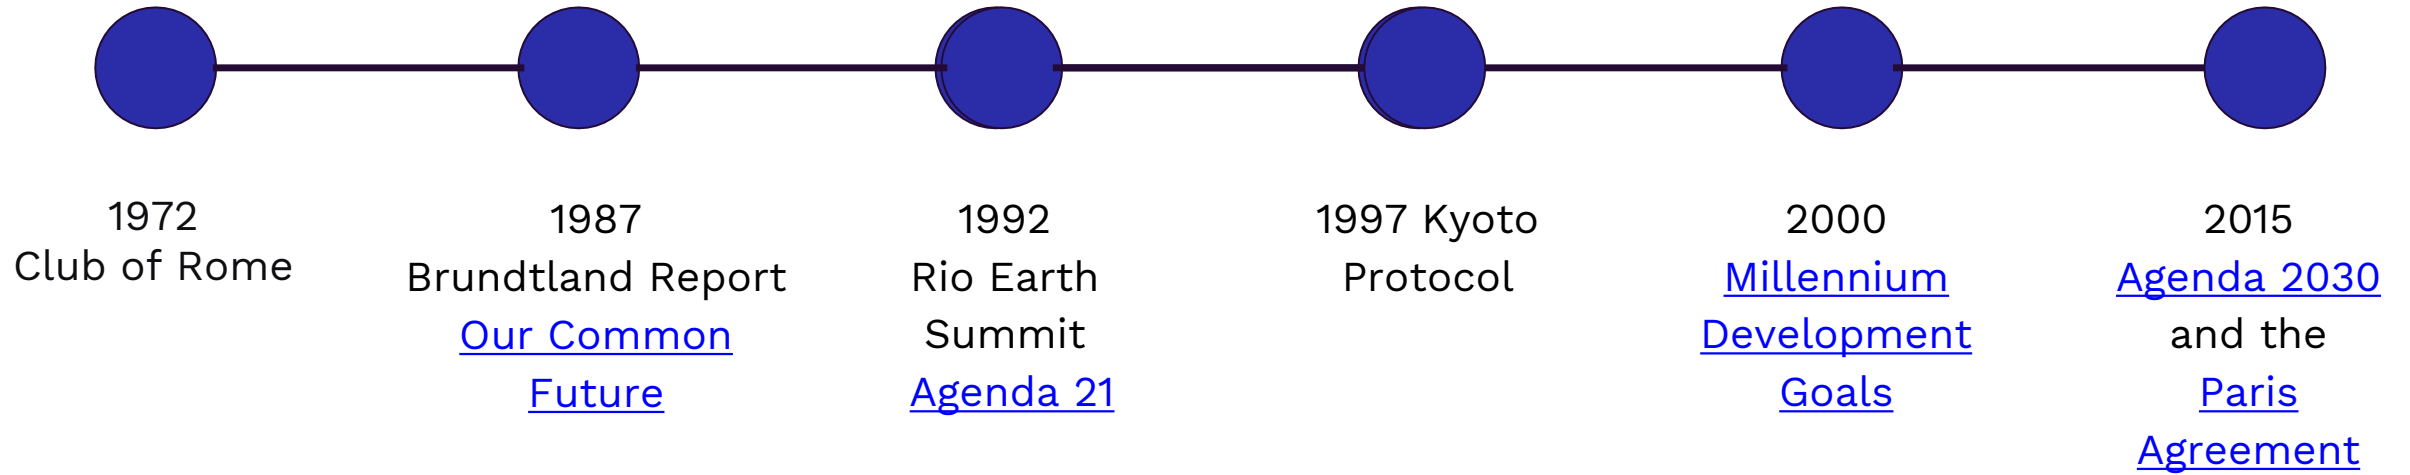 1972
Club of Rome
1987
Brundtland Report
Our Common
Future
1992
Rio Earth
Summit
Agenda 21
1997 Kyoto
Protocol
2000
Millennium
Development
Goals
2015
Agenda 2030
and the
Paris
Agreement